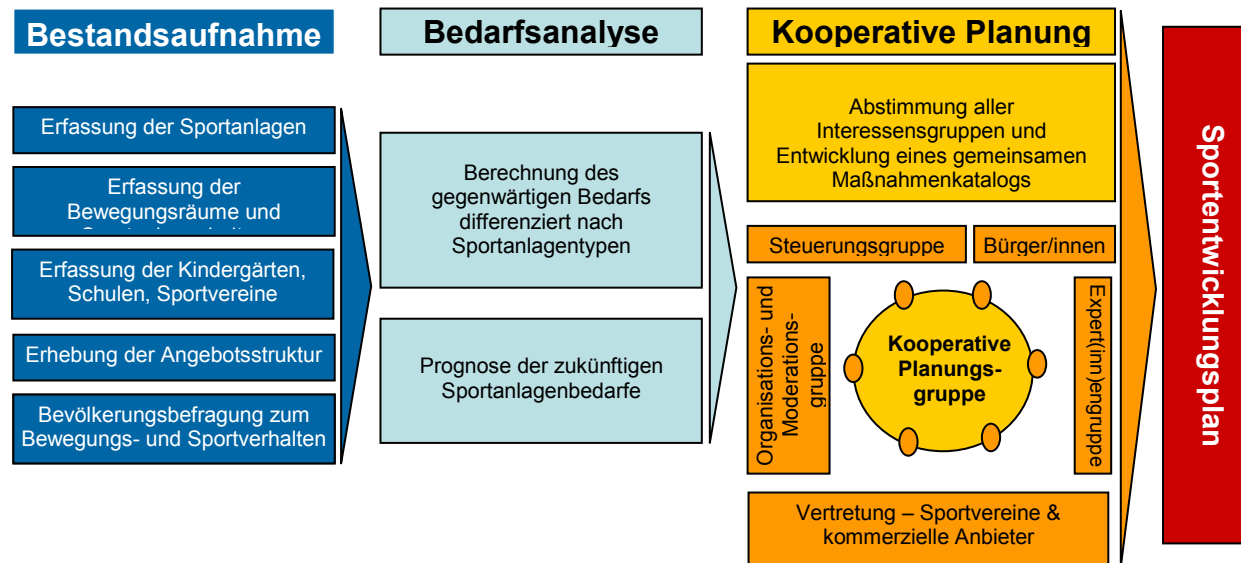 Bestandsaufnahme
Erfassung der Sportanlagen
Erfassung der
Bewegungsräume und
Erfassung der Kindergärten,
Schulen, Sportvereine
Erhebung der Angebotsstruktur
Bevölkerungsbefragung zum
Bewegungs- und Sportverhalten
Bedarfsanalyse
Berechnung des
gegenwärtigen Bedarfs
differenziert nach
Sportanlagentypen
Prognose der zukünftigen
Sportanlagenbedarfe
Kooperative Planung
Abstimmung aller
Interessensgruppen und
Entwicklung eines gemeinsamen
Maßnahmenkatalogs
Steuerungsgruppe
Bürger/innen
Organisations- und
Moderations-
gruppe
Kooperative
Planungs-
gruppe
Expert(inn)engruppe
Vertretung – Sportvereine &
kommerzielle Anbieter
Sportentwicklungsplan